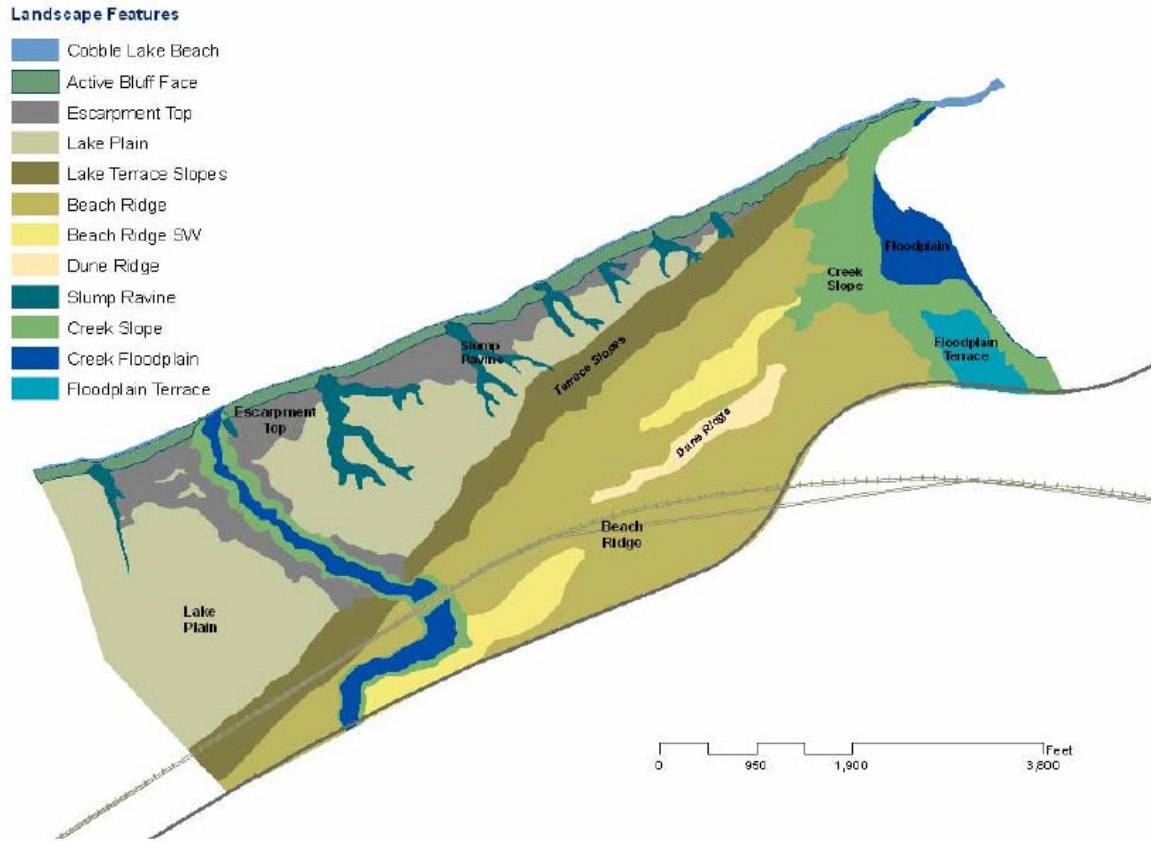 Landscape Features
Cobble Lake Beach
Active Bluff Face
Escarpment Top
Lake Plain
Lake Terrace Slopes
Beach Ridge
Beach Ridge SW
Dune Ridge
Slump Ravine
Creek Slope
Creek Floodplain
Floodplain Terrace
Floodplain
Creek
Slope
Floodplain
Terrace
Slump
Ravine
Terrace Slopes
Escarpment
Top
Dune Ridge
Beach
Ridge
Lake
Plain
Feet
0 950 1,900 3,800